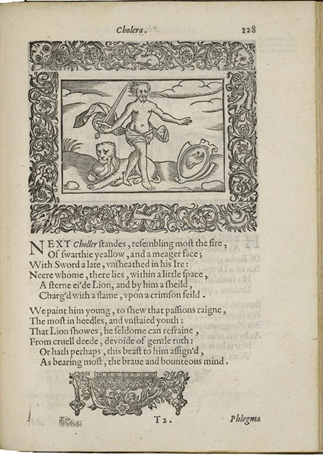 Cholera. 128
NEXT Choller ſtandes, reſembling moſt the fire,
Of ſwarthie yeallow, and a meager face;
With Sword a late, vnſheathed in his Ire:
Neere whome, there lies, within a little ſpace,
A ſterne ei'de Lion, and by him a ſheild,
Charg'd with a flame, vpon a crimſon feild.
We paint him young, to ſhew that paſsions raigne,
The moſt in heedles, and vnſtaied youth:
That Lion ſhowes, he ſeldome can refraine,
From cruell deede, devoide of gentle ruth:
Or hath perhaps, this beaſt to him aſsign'd,
As bearing moſt, the braue and bounteous mind.
T2. Phlegma